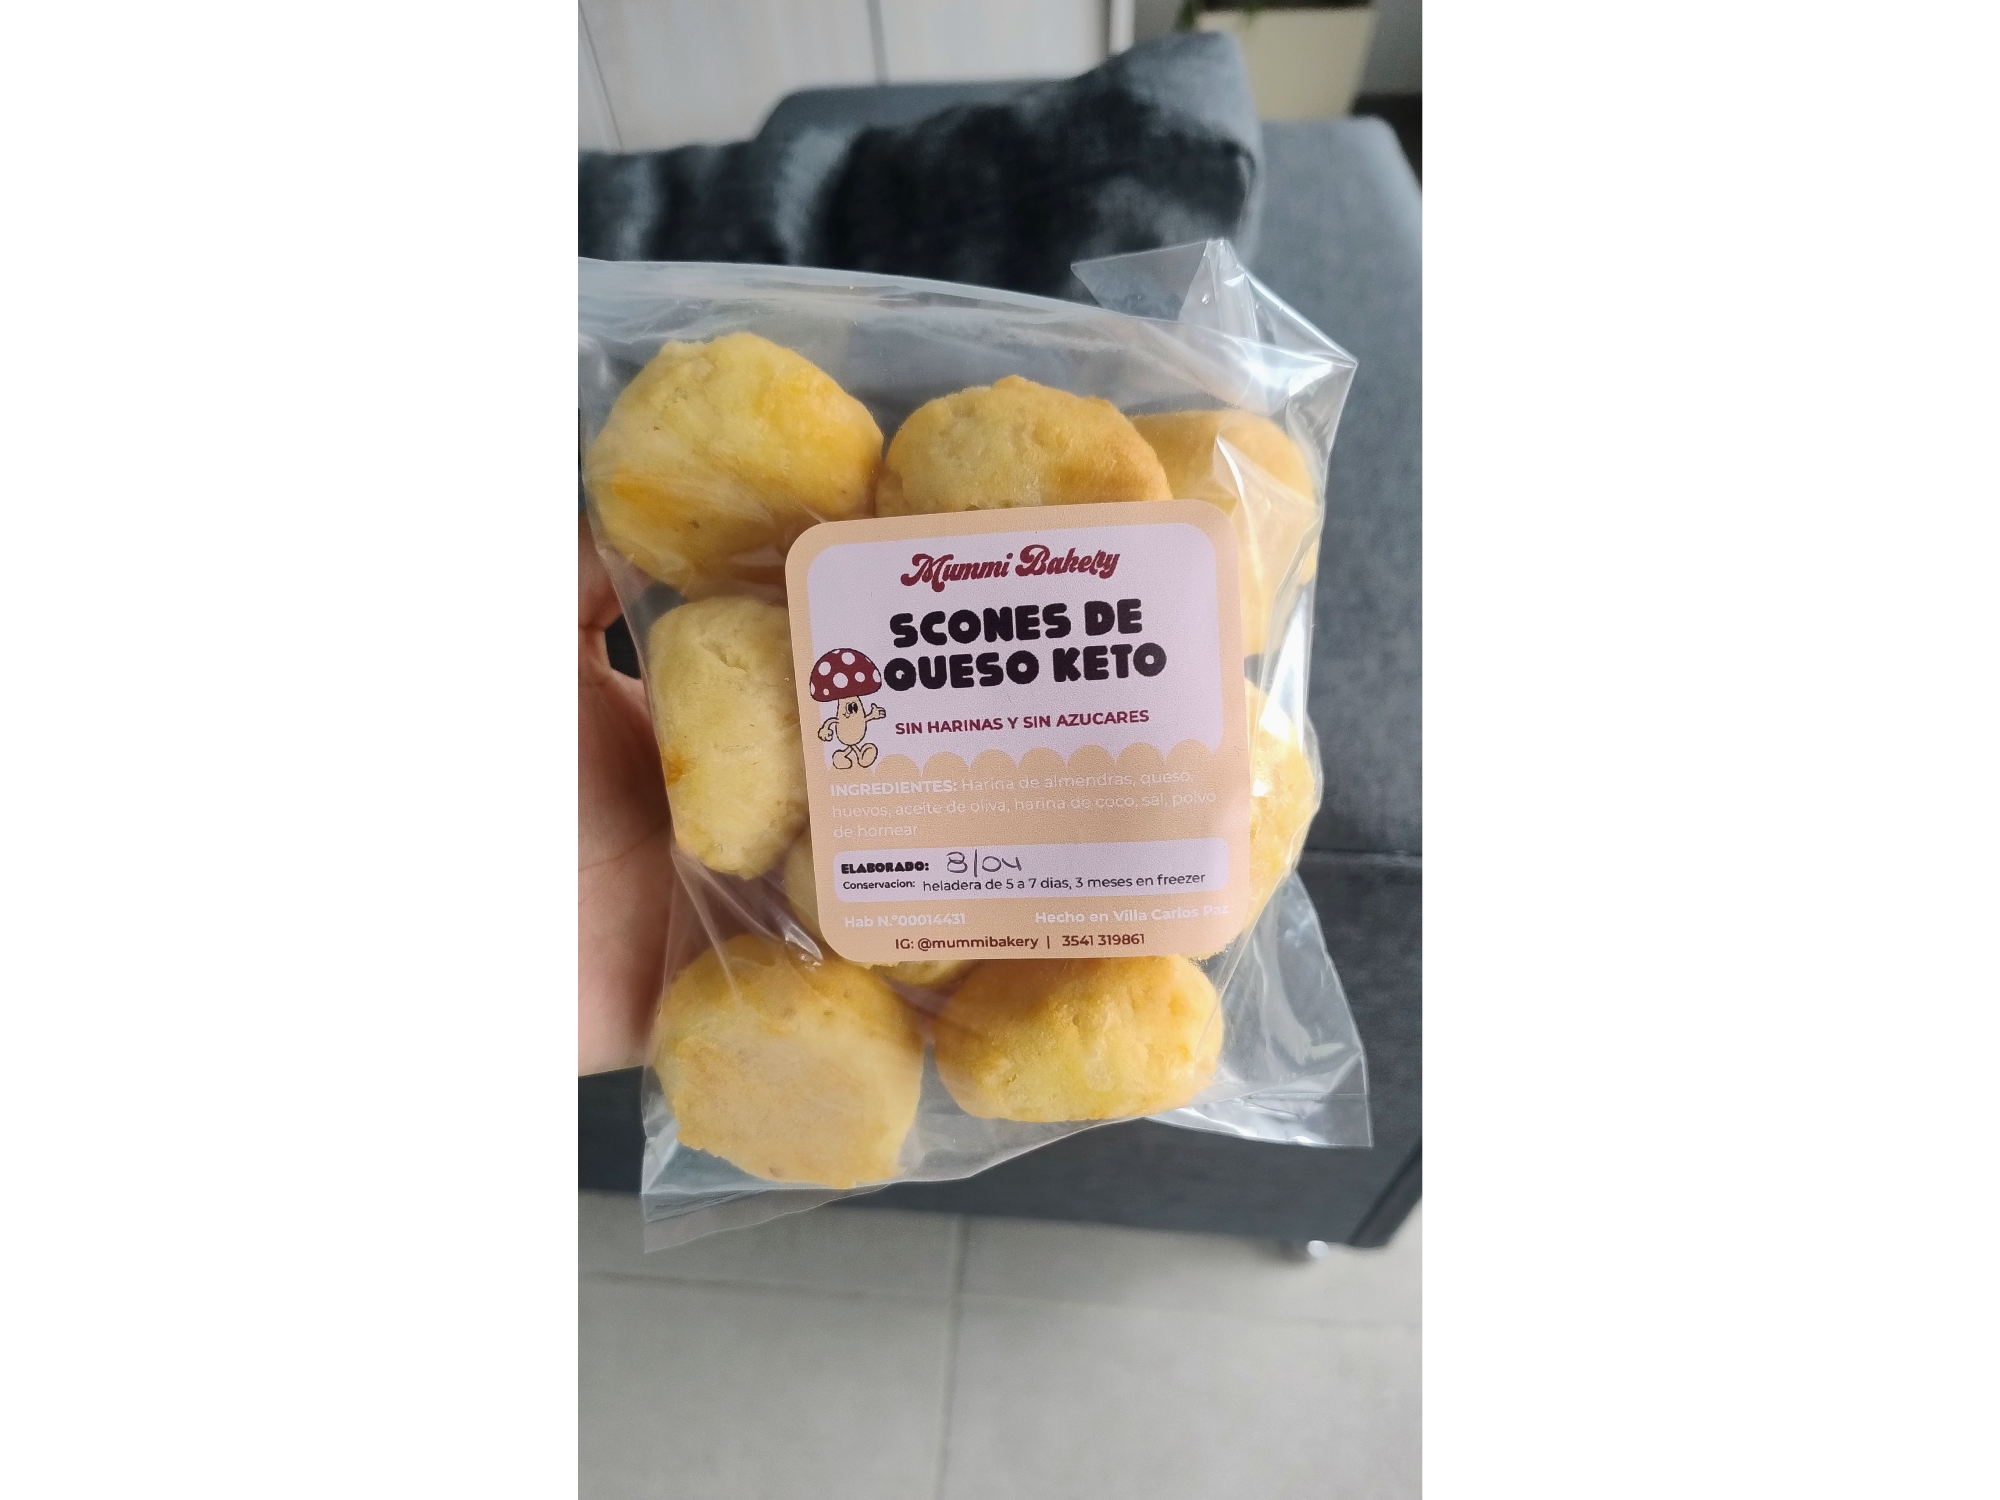 Mummi Bakery
SCONES DE
QUESO KETO
SIN HARINAS Y SIN AZUCARES
INGREDIENTES: Harina de almendras, queso,
huevos, aceite de oliva, harina de coco, sal, polvo
de hornear
ELABORADO: 8/04
Conservacion: heladera de 5 a 7 dias, 3 meses en freezer
Hab N.°00014431 Hecho en Villa Carlos Paz
IG: @mummibakery | 3541 319861